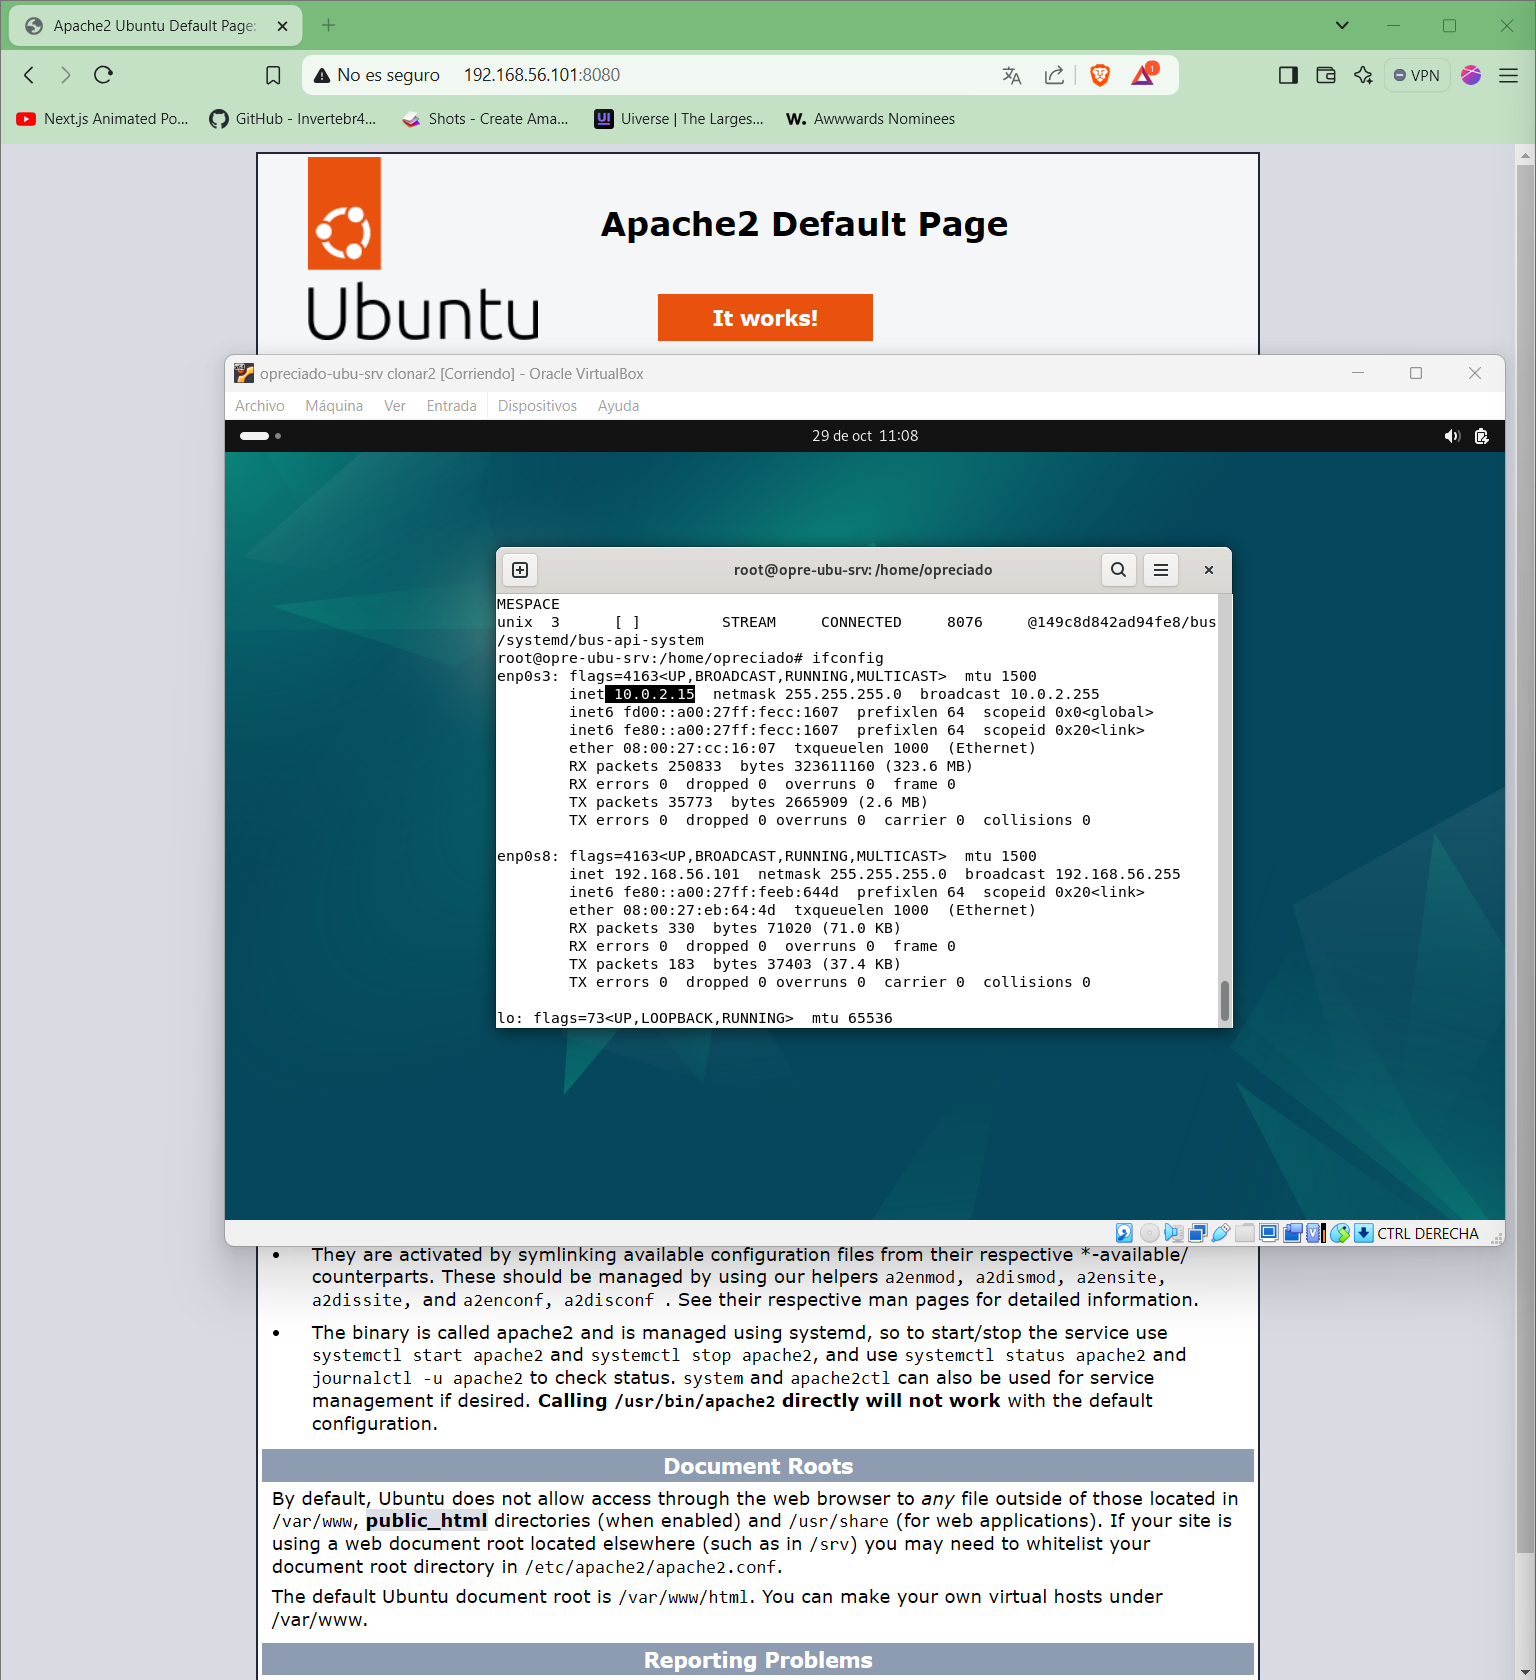 Apache2 Ubuntu Default Page:
No es seguro 192.168.56.101:8080
1
VPN
Next.js Animated Po...
GitHub - Invertebr4...
Shots - Create Ama...
UI
Uiverse | The Larges...
W.
Awwwards Nominees
Apache2 Default Page
Ubuntu
It works!
opreciado-ubu-srv clonar2 [Corriendo] - Oracle VirtualBox
Archivo Máquina Ver Entrada Dispositivos Ayuda
29 de oct 11:08
root@opre-ubu-srv: /home/opreciado
MESPACE
unix  3      [ ]         STREAM     CONNECTED     8076     @149c8d842ad94fe8/bus
/systemd/bus-api-system
root@opre-ubu-srv:/home/opreciado# ifconfig
enp0s3: flags=4163<UP,BROADCAST,RUNNING,MULTICAST>  mtu 1500
        inet 10.0.2.15  netmask 255.255.255.0  broadcast 10.0.2.255
        inet6 fd00::a00:27ff:fecc:1607  prefixlen 64  scopeid 0x0<global>
        inet6 fe80::a00:27ff:fecc:1607  prefixlen 64  scopeid 0x20<link>
        ether 08:00:27:cc:16:07  txqueuelen 1000  (Ethernet)
        RX packets 250833  bytes 323611160 (323.6 MB)
        RX errors 0  dropped 0  overruns 0  frame 0
        TX packets 35773  bytes 2665909 (2.6 MB)
        TX errors 0  dropped 0 overruns 0  carrier 0  collisions 0
enp0s8: flags=4163<UP,BROADCAST,RUNNING,MULTICAST>  mtu 1500
        inet 192.168.56.101  netmask 255.255.255.0  broadcast 192.168.56.255
        inet6 fe80::a00:27ff:feeb:644d  prefixlen 64  scopeid 0x20<link>
        ether 08:00:27:eb:64:4d  txqueuelen 1000  (Ethernet)
        RX packets 330  bytes 71020 (71.0 KB)
        RX errors 0  dropped 0  overruns 0  frame 0
        TX packets 183  bytes 37403 (37.4 KB)
        TX errors 0  dropped 0 overruns 0  carrier 0  collisions 0
lo: flags=73<UP,LOOPBACK,RUNNING>  mtu 65536
CTRL DERECHA
• They are activated by symlinking available configuration files from their respective *-available/
counterparts. These should be managed by using our helpers a2enmod, a2dismod, a2ensite,
a2dissite, and a2enconf, a2disconf . See their respective man pages for detailed information.
• The binary is called apache2 and is managed using systemd, so to start/stop the service use
systemctl start apache2 and systemctl stop apache2, and use systemctl status apache2 and
journalctl -u apache2 to check status. system and apache2ctl can also be used for service
management if desired. Calling /usr/bin/apache2 directly will not work with the default
configuration.
Document Roots
By default, Ubuntu does not allow access through the web browser to any file outside of those located in
/var/www, public_html directories (when enabled) and /usr/share (for web applications). If your site is
using a web document root located elsewhere (such as in /srv) you may need to whitelist your
document root directory in /etc/apache2/apache2.conf.
The default Ubuntu document root is /var/www/html. You can make your own virtual hosts under
/var/www.
Reporting Problems